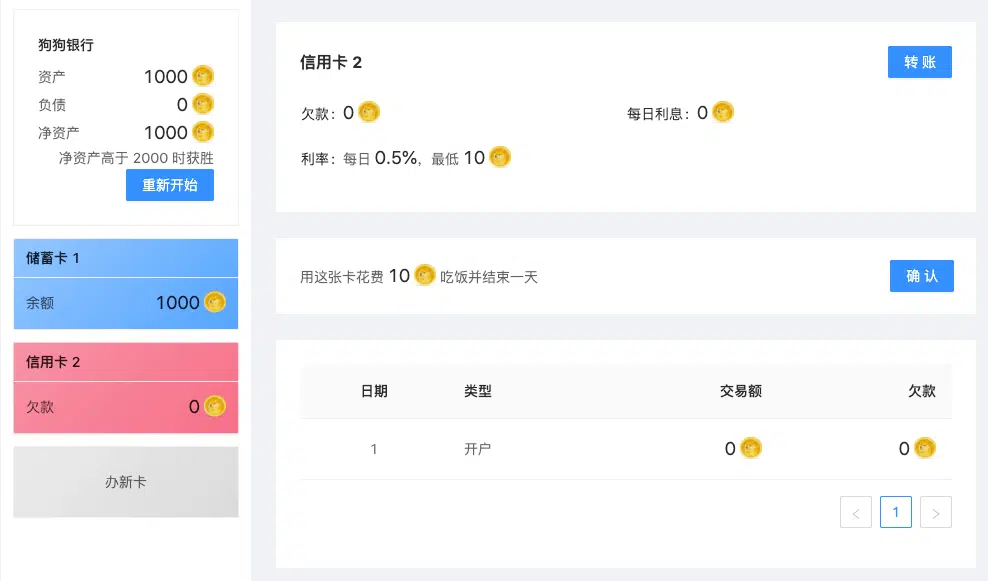 狗狗银行
资产 1000
负债 0
净资产 1000
净资产高于 2000 时获胜
重新开始
储蓄卡 1
余额 1000
信用卡 2
欠款 0
办新卡
信用卡 2 转 账
欠款：0 每日利息：0
利率：每日 0.5%，最低 10
用这张卡花费 10 吃饭并结束一天 确 认
日期 类型 交易额 欠款
1 开户 0 0
< 1 >